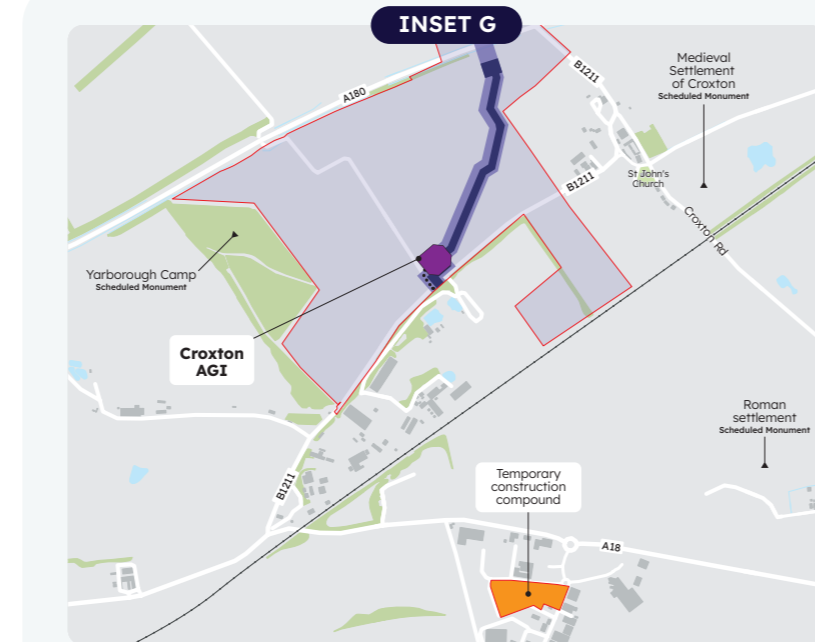 INSET G
Medieval
Settlement
of Croxton
Scheduled Monument
B1211
A180
St John's
Church
B1211
Croxton Rd
Yarborough Camp
Scheduled Monument
Croxton
AGI
Roman
settlement
Scheduled Monument
Temporary
construction
compound
B1211
A18